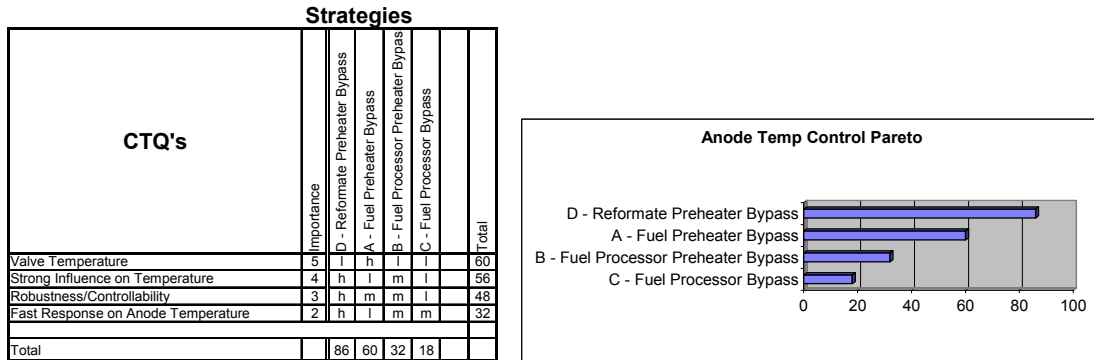 Strategies
CTQ's
Importance
D - Reformate Preheater Bypass
A - Fuel Preheater Bypass
B - Fuel Processor Preheater Bypas
C - Fuel Processor Bypass
Total
Valve Temperature 5 l h l l 60
Strong Influence on Temperature 4 h l m l 56
Robustness/Controllability 3 h m m l 48
Fast Response on Anode Temperature 2 h l m m 32
Total 86 60 32 18
Anode Temp Control Pareto
D - Reformate Preheater Bypass
A - Fuel Preheater Bypass
B - Fuel Processor Preheater Bypass
C - Fuel Processor Bypass
0 20 40 60 80 100